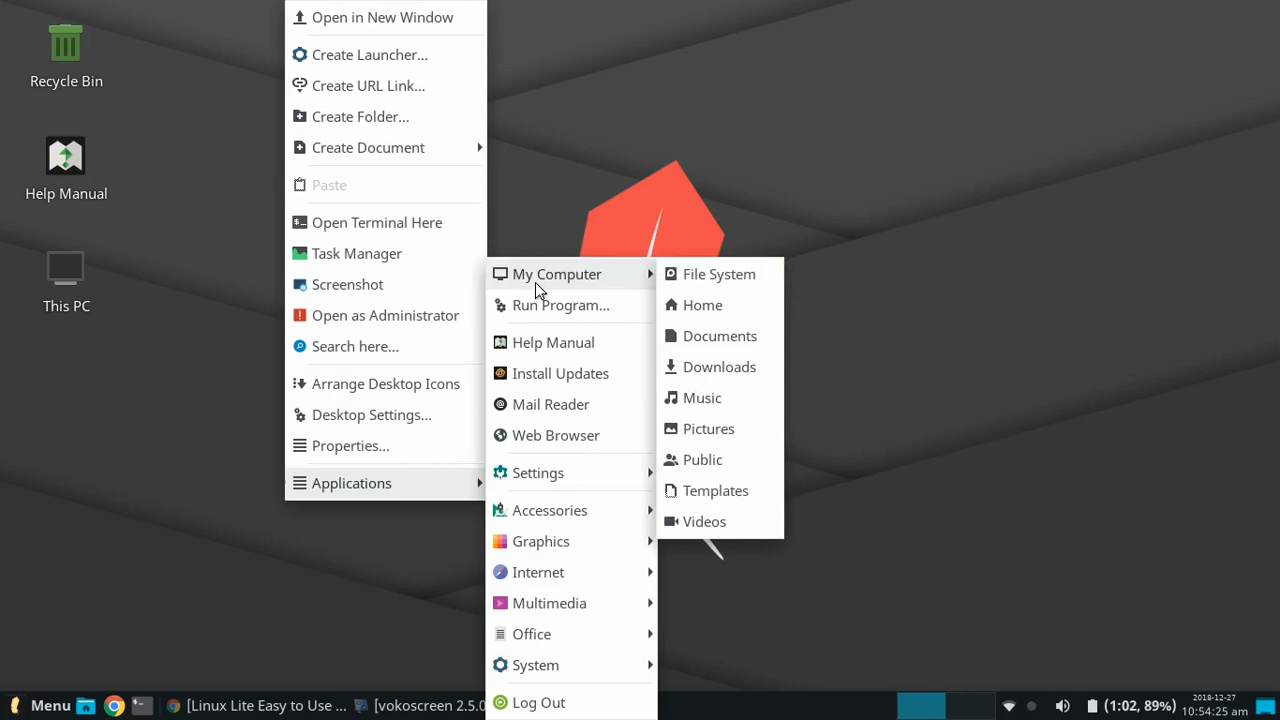 Recycle Bin
Help Manual
This PC
Open in New Window
Create Launcher...
Create URL Link...
Create Folder...
Create Document
Paste
Open Terminal Here
Task Manager
Screenshot
Open as Administrator
Search here...
Arrange Desktop Icons
Desktop Settings...
Properties...
Applications
My Computer
Run Program...
Help Manual
Install Updates
Mail Reader
Web Browser
Settings
Accessories
Graphics
Internet
Multimedia
Office
System
Log Out
File System
Home
Documents
Downloads
Music
Pictures
Public
Templates
Videos
Menu
[Linux Lite Easy to Use ...
[vokoscreen 2.5.0
(1:02, 89%)
2018-12-27
10:54:25 am